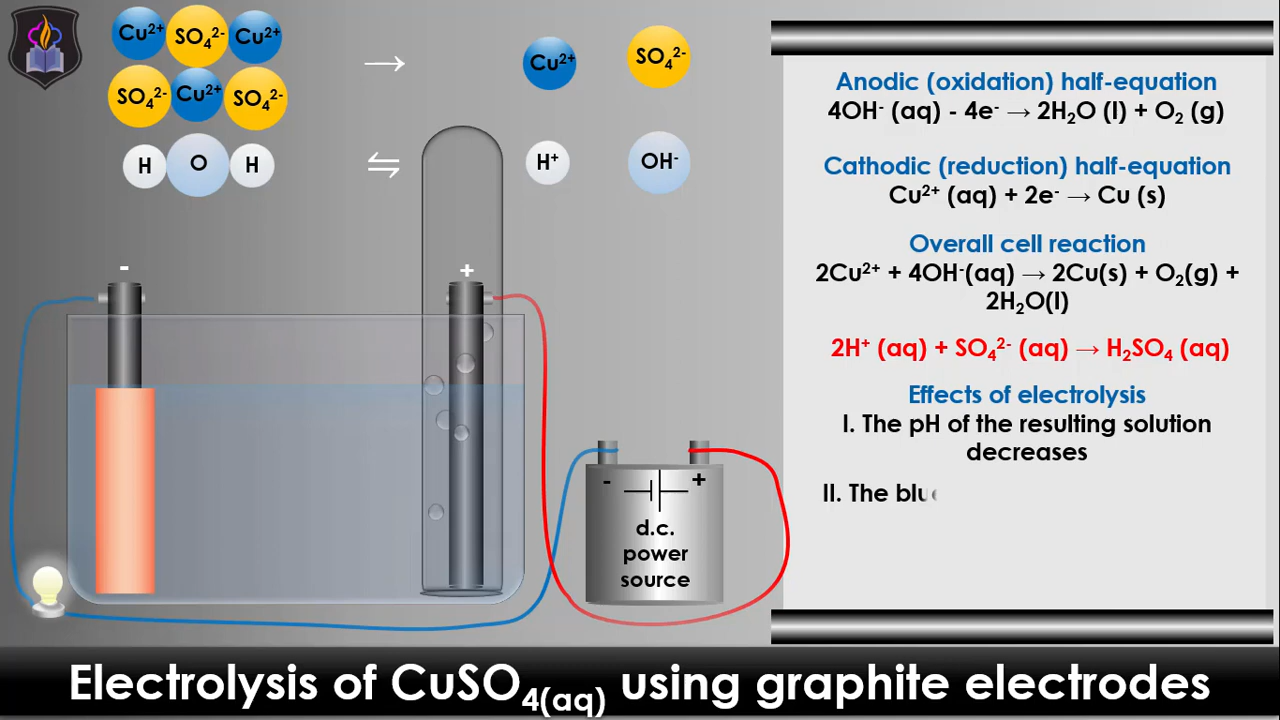 Cu²⁺ SO₄²⁻ Cu²⁺
SO₄²⁻ Cu²⁺ SO₄²⁻
→
Cu²⁺ SO₄²⁻
H O H
⇌
H⁺ OH⁻
-
+
- +
d.c.
power
source
Anodic (oxidation) half-equation
4OH⁻ (aq) - 4e⁻ → 2H₂O (l) + O₂ (g)
Cathodic (reduction) half-equation
Cu²⁺ (aq) + 2e⁻ → Cu (s)
Overall cell reaction
2Cu²⁺ + 4OH⁻(aq) → 2Cu(s) + O₂(g) +
2H₂O(l)
2H⁺ (aq) + SO₄²⁻ (aq) → H₂SO₄ (aq)
Effects of electrolysis
I. The pH of the resulting solution
decreases
II. The blu
Electrolysis of CuSO₄₍aq₎ using graphite electrodes